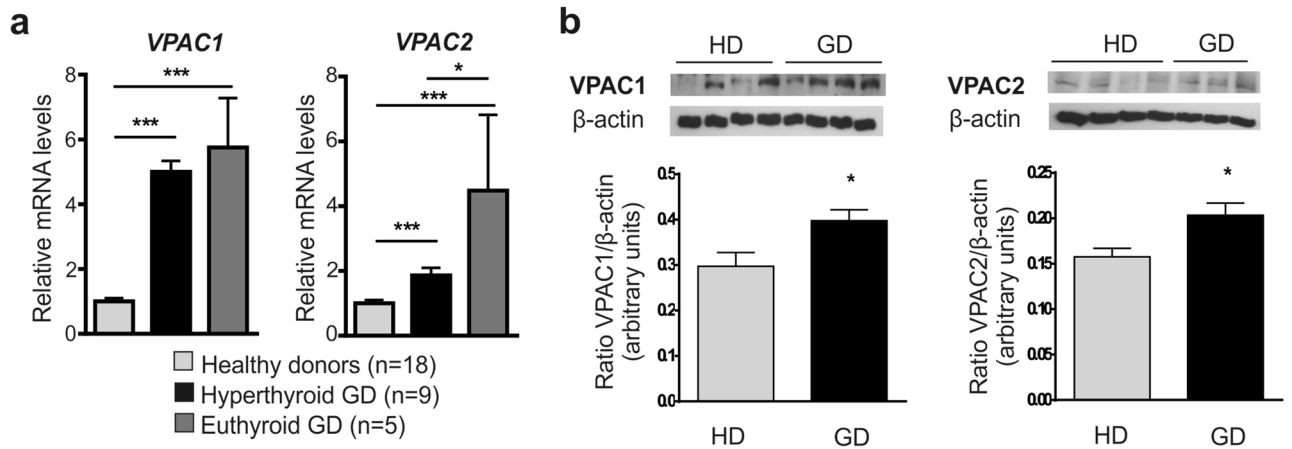 a
VPAC1
Relative mRNA levels
8
6
4
2
0
***
***
VPAC2
Relative mRNA levels
8
6
4
2
0
*
***
***
Healthy donors (n=18)
Hyperthyroid GD (n=9)
Euthyroid GD (n=5)
b
HD GD
VPAC1
β-actin
Ratio VPAC1/β-actin
(arbitrary units)
0.5
0.4
0.3
0.2
0.1
0.0
*
HD GD
HD GD
VPAC2
β-actin
Ratio VPAC2/β-actin
(arbitrary units)
0.25
0.20
0.15
0.10
0.05
0.00
*
HD GD